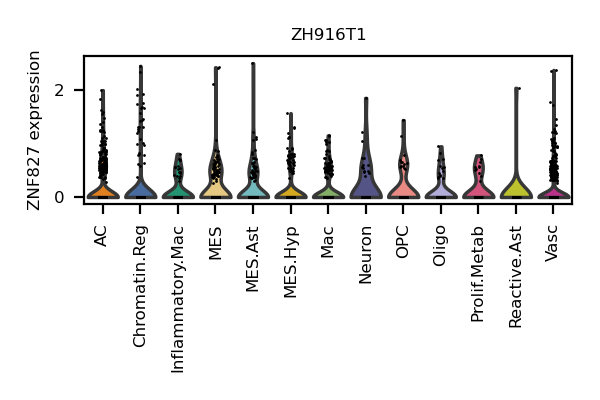 ZH916T1
ZNF827 expression
2
0
AC
Chromatin.Reg
Inflammatory.Mac
MES
MES.Ast
MES.Hyp
Mac
Neuron
OPC
Oligo
Prolif.Metab
Reactive.Ast
Vasc